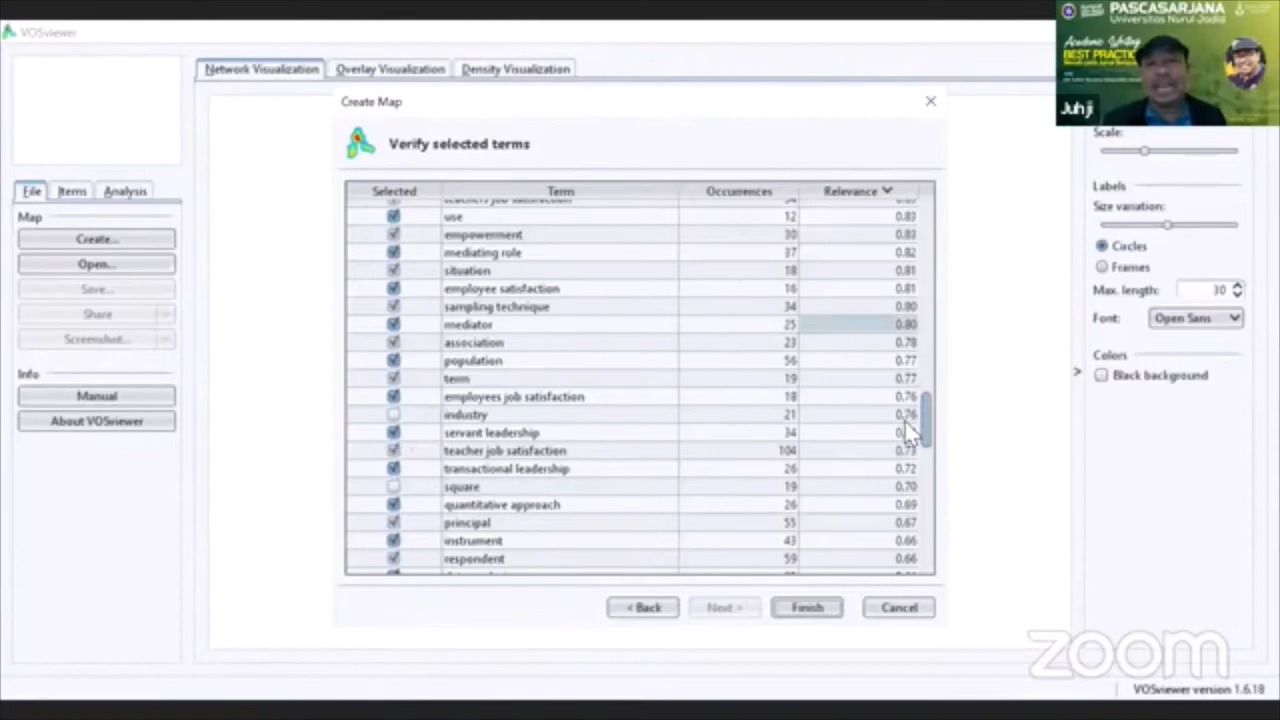 VOSviewer
PASCASARJANA
Universitas Nurul Jadid
Academic Writing
BEST PRACTIC
Juhji
Network Visualization Overlay Visualization Density Visualization
Create Map
Verify selected terms
File Items Analysis
Map
Create...
Open...
Save...
Share
Screenshot...
Info
Manual
About VOSviewer
Selected Term Occurrences Relevance
teachers job satisfaction
use 12 0.83
empowerment 30 0.83
mediating role 37 0.82
situation 18 0.81
employee satisfaction 16 0.81
sampling technique 34 0.80
mediator 25 0.80
association 23 0.78
population 56 0.77
term 19 0.77
employees job satisfaction 18 0.76
industry 21 0.76
servant leadership 34
teacher job satisfaction 104 0.73
transactional leadership 26 0.72
square 19 0.70
quantitative approach 26 0.69
principal 55 0.67
instrument 43 0.66
respondent 59 0.66
< Back Next > Finish Cancel
Scale:
Labels
Size variation:
Circles
Frames
Max. length: 30
Font: Open Sans
Colors
> Black background
zoom
VOSviewer version 1.6.18